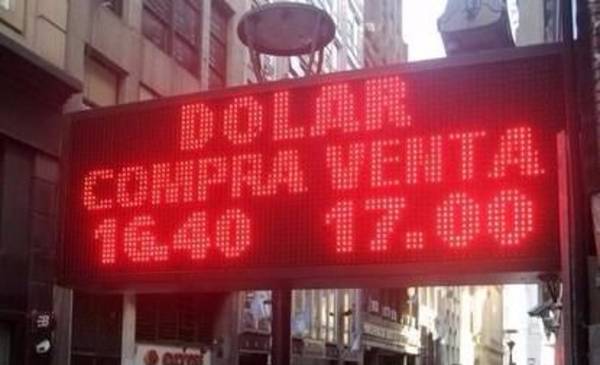 DOLAR
COMPRA VENTA
16.40 17.00